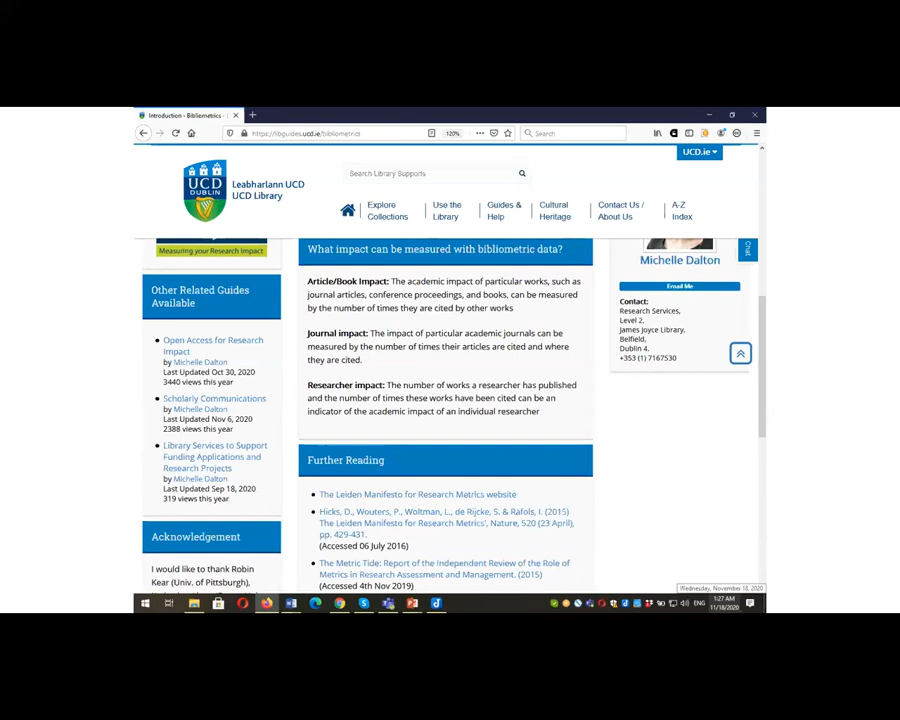 Introduction - Bibliometrics -
https://libguides.ucd.ie/bibliometrics
120%
Search
UCD.ie
UCD
DUBLIN
Leabharlann UCD
UCD Library
Search Library Supports
Explore
Collections
Use the
Library
Guides &
Help
Cultural
Heritage
Contact Us /
About Us
A-Z
Index
Measuring your Research Impact
Other Related Guides
Available
Open Access for Research
Impact
by Michelle Dalton
Last Updated Oct 30, 2020
3440 views this year
Scholarly Communications
by Michelle Dalton
Last Updated Nov 6, 2020
2388 views this year
Library Services to Support
Funding Applications and
Research Projects
by Michelle Dalton
Last Updated Sep 18, 2020
319 views this year
Acknowledgement
I would like to thank Robin
Kear (Univ. of Pittsburgh),
What impact can be measured with bibliometric data?
Article/Book Impact: The academic impact of particular works, such as
journal articles, conference proceedings, and books, can be measured
by the number of times they are cited by other works
Journal impact: The impact of particular academic journals can be
measured by the number of times their articles are cited and where
they are cited.
Researcher impact: The number of works a researcher has published
and the number of times these works have been cited can be an
indicator of the academic impact of an individual researcher
Further Reading
The Leiden Manifesto for Research Metrics website
Hicks, D., Wouters, P., Woltman, L., de Rijcke, S. & Rafols, I. (2015)
The Leiden Manifesto for Research Metrics', Nature, 520 (23 April),
pp. 429-431.
(Accessed 06 July 2016)
The Metric Tide: Report of the Independent Review of the Role of
Metrics in Research Assessment and Management. (2015)
(Accessed 4th Nov 2019)
Chat
Michelle Dalton
Email Me
Contact:
Research Services,
Level 2,
James Joyce Library,
Belfield,
Dublin 4.
+353 (1) 7167530
Wednesday, November 18, 2020
ENG
1:27 AM
11/18/2020